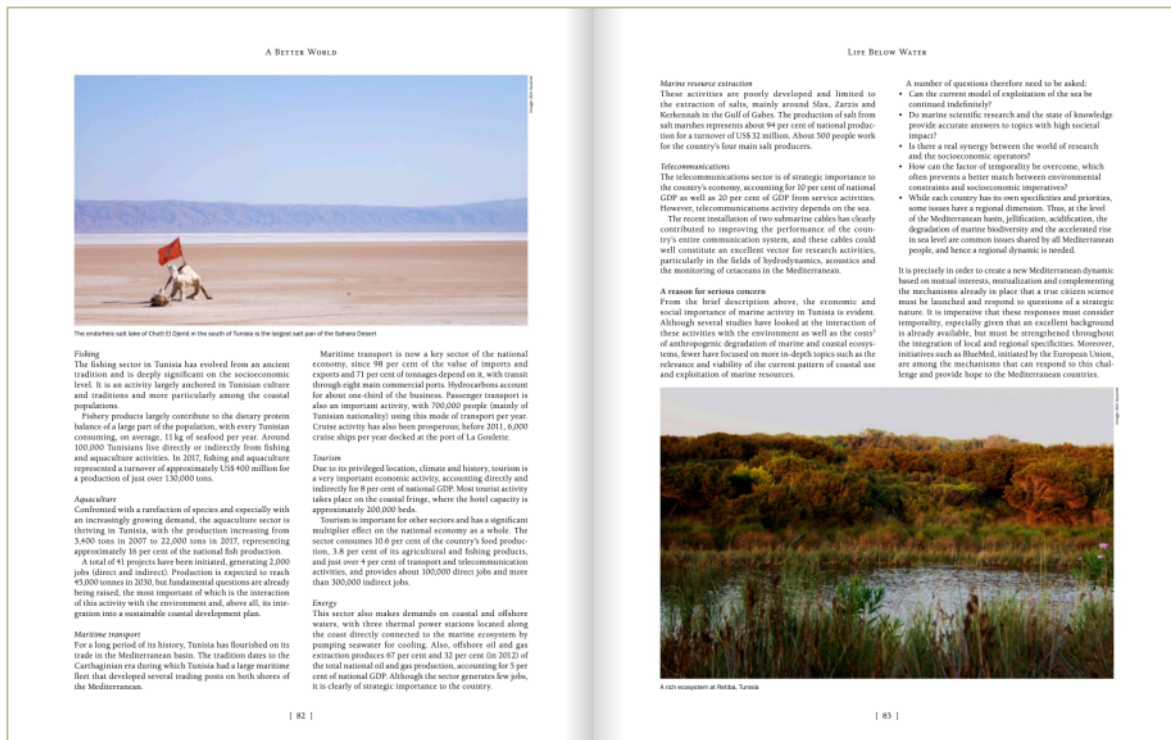 A BETTER WORLD
The endorheic salt lake of Chott El Djerid in the south of Tunisia is the largest salt pan of the Sahara Desert
Fishing
The fishing sector in Tunisia has evolved from an ancient
tradition and is deeply significant on the socioeconomic
level. It is an activity largely anchored in Tunisian culture
and traditions and more particularly among the coastal
populations.
Fishery products largely contribute to the dietary protein
balance of a large part of the population, with every Tunisian
consuming, on average, 11 kg of seafood per year. Around
100,000 Tunisians live directly or indirectly from fishing
and aquaculture activities. In 2017, fishing and aquaculture
represented a turnover of approximately US$ 400 million for
a production of just over 130,000 tons.
Aquaculture
Confronted with a rarefaction of species and especially with
an increasingly growing demand, the aquaculture sector is
thriving in Tunisia, with the production increasing from
3,400 tons in 2007 to 22,000 tons in 2017, representing
approximately 16 per cent of the national fish production.
A total of 41 projects have been initiated, generating 2,000
jobs (direct and indirect). Production is expected to reach
45,000 tonnes in 2030, but fundamental questions are already
being raised, the most important of which is the interaction
of this activity with the environment and, above all, its inte-
gration into a sustainable coastal development plan.
Maritime transport
For a long period of its history, Tunisia has flourished on its
trade in the Mediterranean basin. The tradition dates to the
Carthaginian era during which Tunisia had a large maritime
fleet that developed several trading posts on both shores of
the Mediterranean.
Maritime transport is now a key sector of the national
economy, since 98 per cent of the value of imports and
exports and 71 per cent of tonnages depend on it, with transit
through eight main commercial ports. Hydrocarbons account
for about one-third of the business. Passenger transport is
also an important activity, with 700,000 people (mainly of
Tunisian nationality) using this mode of transport per year.
Cruise activity has also been prosperous; before 2011, 6,000
cruise ships per year docked at the port of La Goulette.
Tourism
Due to its privileged location, climate and history, tourism is
a very important economic activity, accounting directly and
indirectly for 8 per cent of national GDP. Most tourist activity
takes place on the coastal fringe, where the hotel capacity is
approximately 200,000 beds.
Tourism is important for other sectors and has a significant
multiplier effect on the national economy as a whole. The
sector consumes 10.6 per cent of the country's food produc-
tion, 3.8 per cent of its agricultural and fishing products,
and just over 4 per cent of transport and telecommunication
activities, and provides about 100,000 direct jobs and more
than 300,000 indirect jobs.
Energy
This sector also makes demands on coastal and offshore
waters, with three thermal power stations located along
the coast directly connected to the marine ecosystem by
pumping seawater for cooling. Also, offshore oil and gas
extraction produces 67 per cent and 32 per cent (in 2012) of
the total national oil and gas production, accounting for 5 per
cent of national GDP. Although the sector generates few jobs,
it is clearly of strategic importance to the country.
[ 82 ]
LIFE BELOW WATER
Marine resource extraction
These activities are poorly developed and limited to
the extraction of salts, mainly around Sfax, Zarzis and
Kerkennah in the Gulf of Gabes. The production of salt from
salt marshes represents about 94 per cent of national produc-
tion for a turnover of US$ 32 million. About 500 people work
for the country's four main salt producers.
Telecommunications
The telecommunications sector is of strategic importance to
the country's economy, accounting for 10 per cent of national
GDP as well as 20 per cent of GDP from service activities.
However, telecommunications activity depends on the sea.
The recent installation of two submarine cables has clearly
contributed to improving the performance of the coun-
try's entire communication system, and these cables could
well constitute an excellent vector for research activities,
particularly in the fields of hydrodynamics, acoustics and
the monitoring of cetaceans in the Mediterranean.
A reason for serious concern
From the brief description above, the economic and
social importance of marine activity in Tunisia is evident.
Although several studies have looked at the interaction of
these activities with the environment as well as the costs
of anthropogenic degradation of marine and coastal ecosys-
tems, fewer have focused on more in-depth topics such as the
relevance and viability of the current pattern of coastal use
and exploitation of marine resources.
A number of questions therefore need to be asked:
• Can the current model of exploitation of the sea be
continued indefinitely?
• Do marine scientific research and the state of knowledge
provide accurate answers to topics with high societal
impact?
• Is there a real synergy between the world of research
and the socioeconomic operators?
• How can the factor of temporality be overcome, which
often prevents a better match between environmental
constraints and socioeconomic imperatives?
• While each country has its own specificities and priorities,
some issues have a regional dimension. Thus, at the level
of the Mediterranean basin, jellification, acidification, the
degradation of marine biodiversity and the accelerated rise
in sea level are common issues shared by all Mediterranean
people, and hence a regional dynamic is needed.
It is precisely in order to create a new Mediterranean dynamic
based on mutual interests, mutualization and complementing
the mechanisms already in place that a true citizen science
must be launched and respond to questions of a strategic
nature. It is imperative that these responses must consider
temporality, especially given that an excellent background
is already available, but must be strengthened throughout
the integration of local and regional specificities. Moreover,
initiatives such as BlueMed, initiated by the European Union,
are among the mechanisms that can respond to this chal-
lenge and provide hope to the Mediterranean countries.
A rich ecosystem at Retiba, Tunisia
[ 83 ]